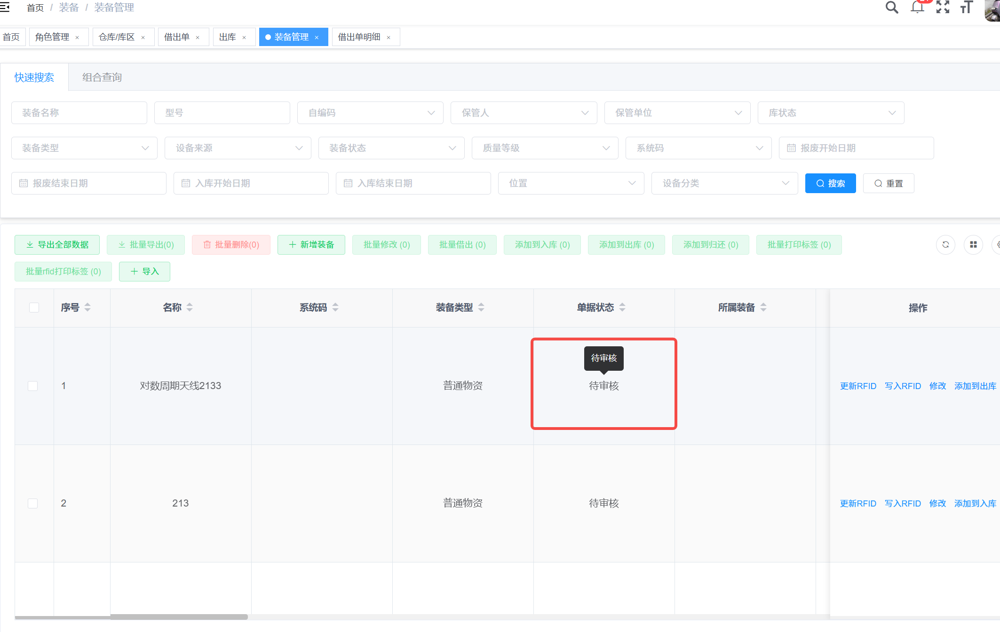 首页 / 装备 / 装备管理
首页 角色管理 × 仓库/库区 × 借出单 × 出库 × 装备管理 × 借出单明细 ×
快速搜索 组合查询
装备名称 型号 自编码 保管人 保管单位 库状态
装备类型 设备来源 装备状态 质量等级 系统码 报废开始日期
报废结束日期 入库开始日期 入库结束日期 位置 设备分类 搜索 重置
导出全部数据 批量导出(0) 批量删除(0) 新增装备 批量修改 (0) 批量借出 (0) 添加到入库 (0) 添加到出库 (0) 添加到归还 (0) 批量打印标签 (0)
批量rfid打印标签 (0) 导入
序号 名称 系统码 装备类型 单据状态 所属装备 操作
待审核
1 对数周期天线2133 普通物资 待审核 更新RFID 写入RFID 修改 添加到出库
2 213 普通物资 待审核 更新RFID 写入RFID 修改 添加到入库